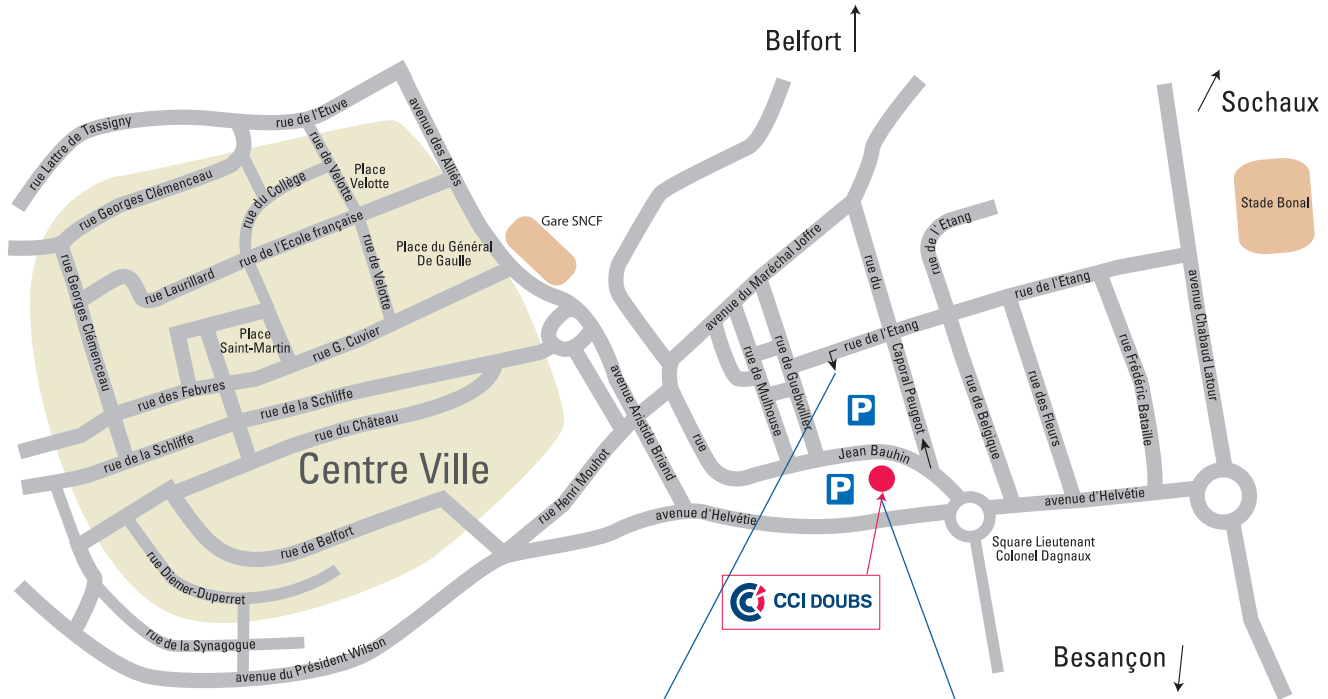 Belfort
Sochaux
Stade Bonal
rue Lattre de Tassigny
rue de l'Etuve
avenue des Alliés
rue Georges Clémenceau
rue du Collège
rue de Velotte
Place
Velotte
Gare SNCF
rue Laurillard
rue de l'Ecole française
Place du Général
De Gaulle
rue de Velotte
rue Georges Clémenceau
Place
Saint-Martin
rue G. Cuvier
rue des Febvres
rue de la Schliffe
rue de la Schliffe
rue du Château
Centre Ville
rue de Belfort
rue Diemer-Duperret
rue de la Synagogue
avenue du Président Wilson
rue Henri Mouhot
avenue Aristide Briand
avenue d'Helvétie
avenue du Maréchal Joffre
rue de Mulhouse
rue de Guebwiller
rue
Jean Bauhin
rue du
Caporal Peugeot
rue de l'Etang
rue de l' Etang
rue de l'Etang
rue de Belgique
rue des Fleurs
rue Frédéric Bataille
avenue Chabaud Latour
avenue d'Helvétie
P
P
Square Lieutenant
Colonel Dagnaux
CCI DOUBS
Besançon